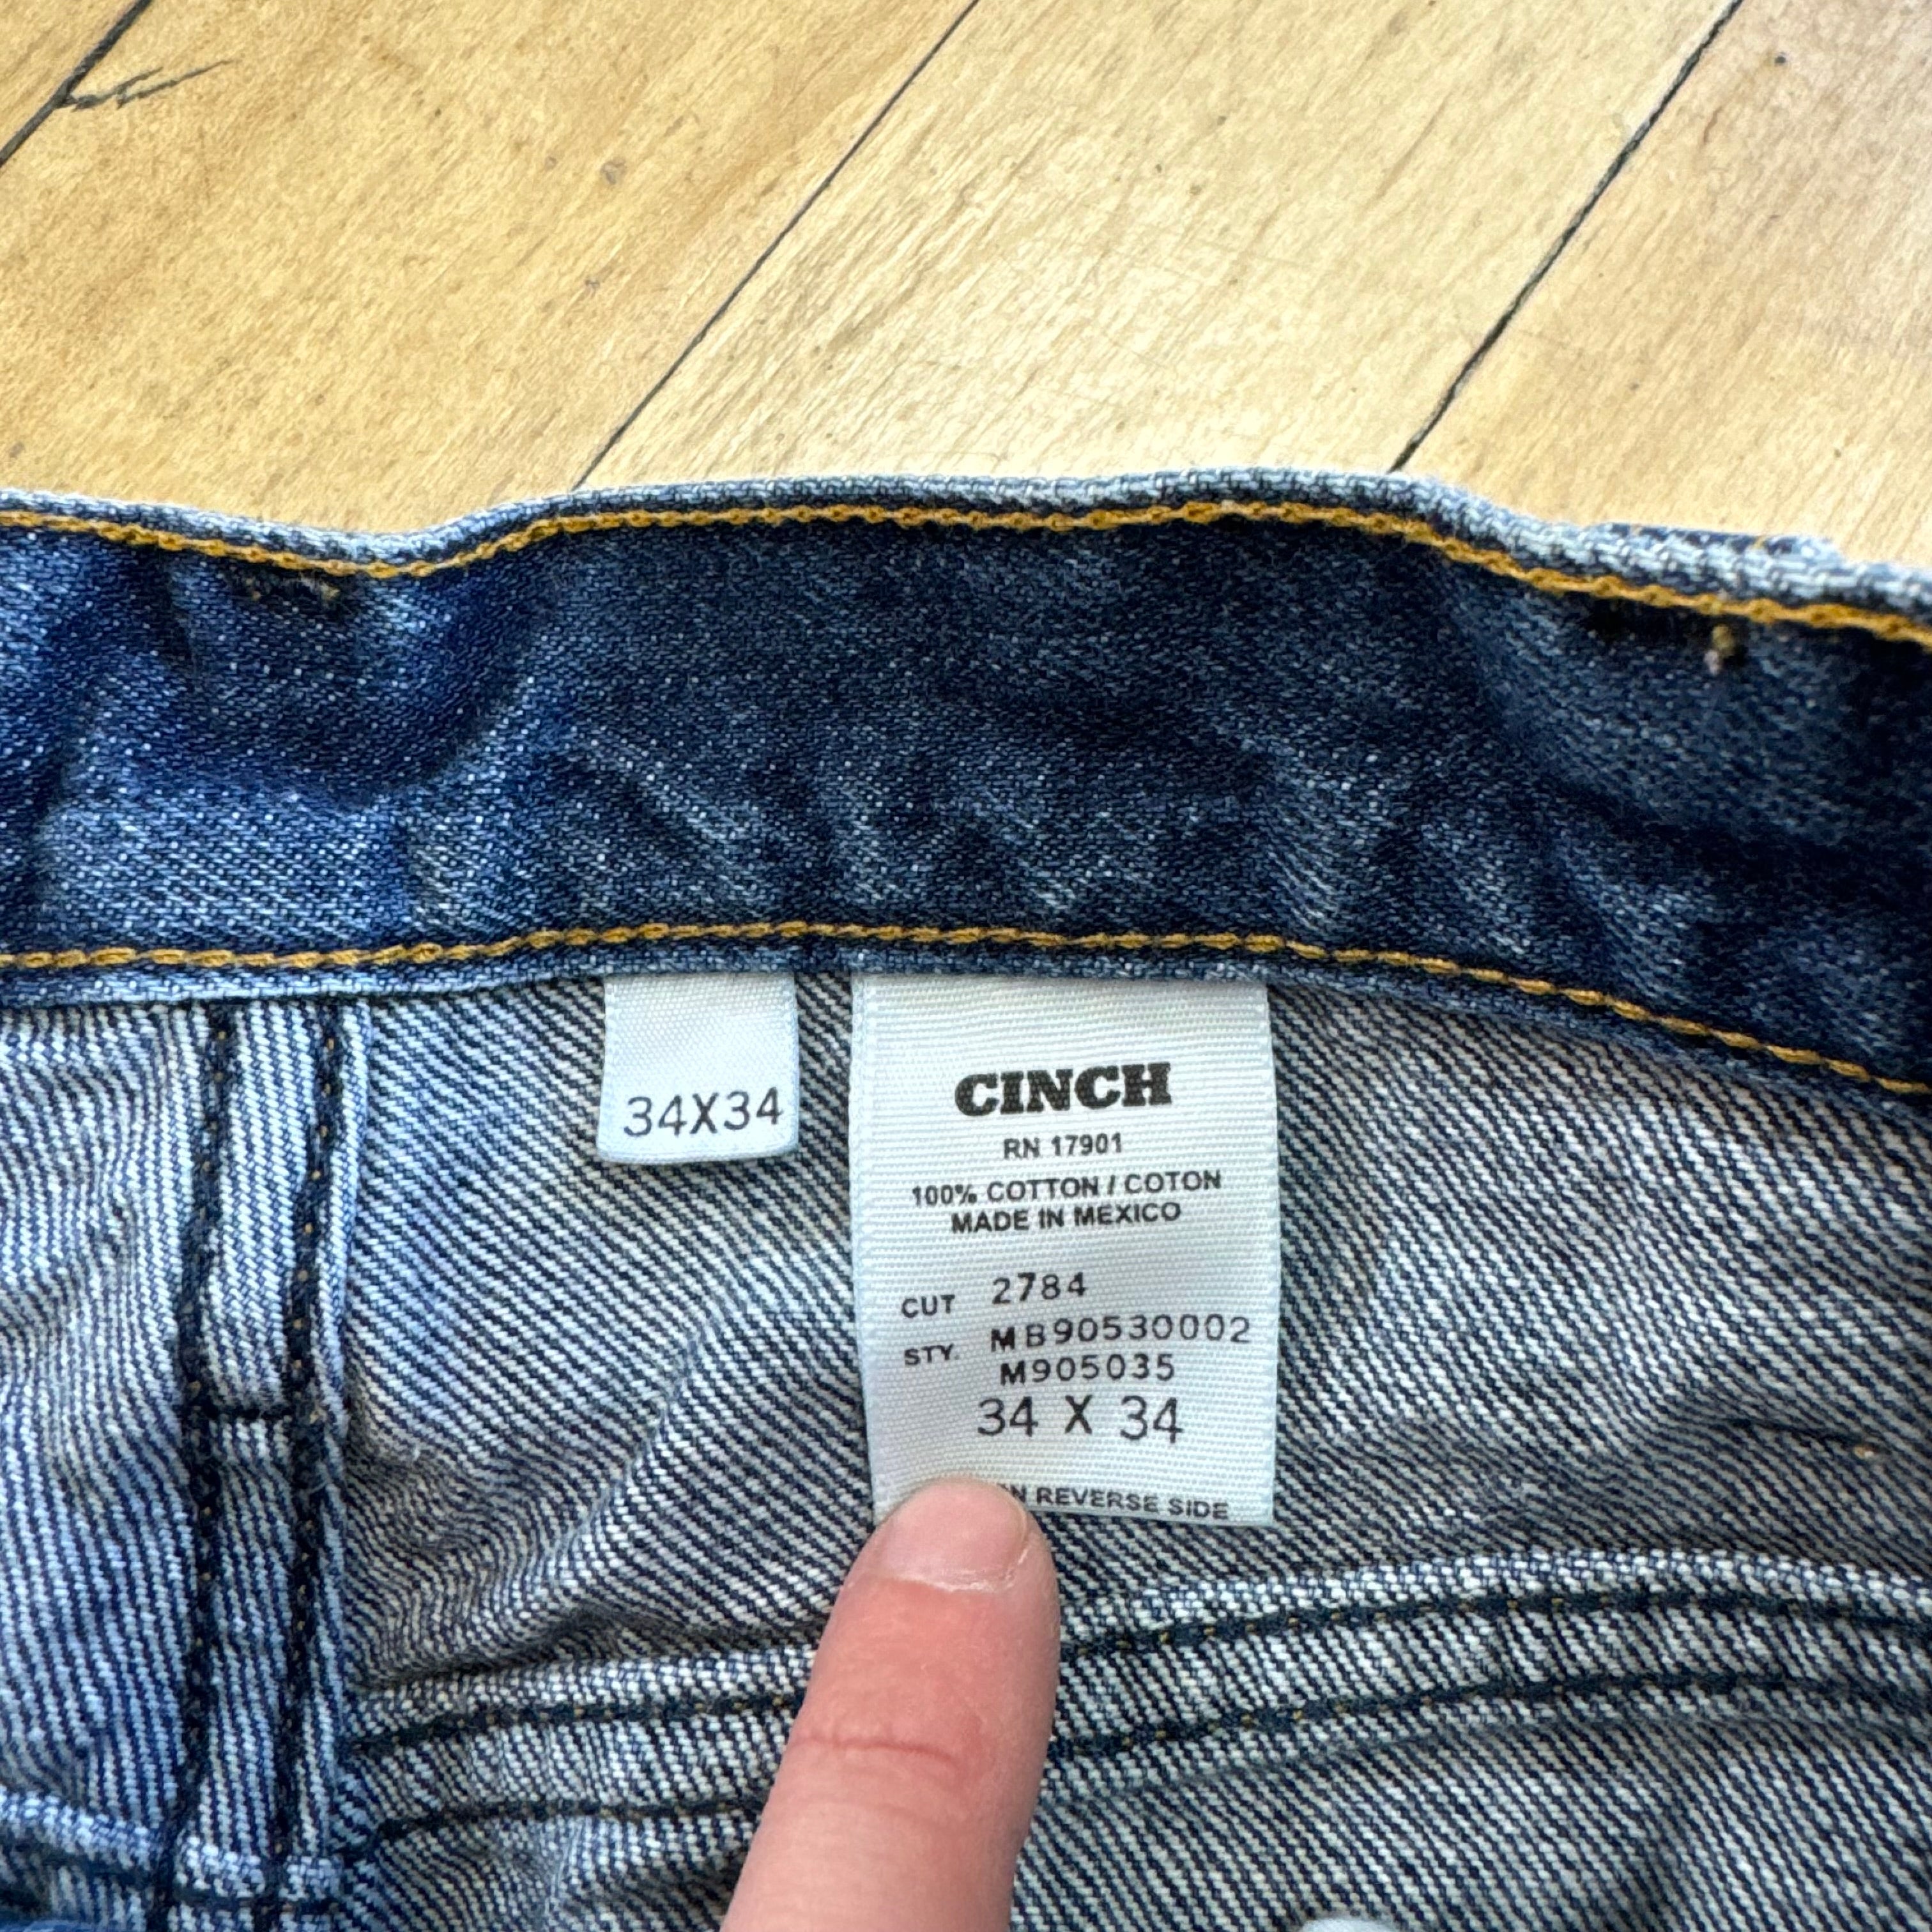 34X34
CINCH
RN 17901
100% COTTON / COTON
MADE IN MEXICO
CUT 2784
STY. MB90530002
M905035
34 X 34
REVERSE SIDE